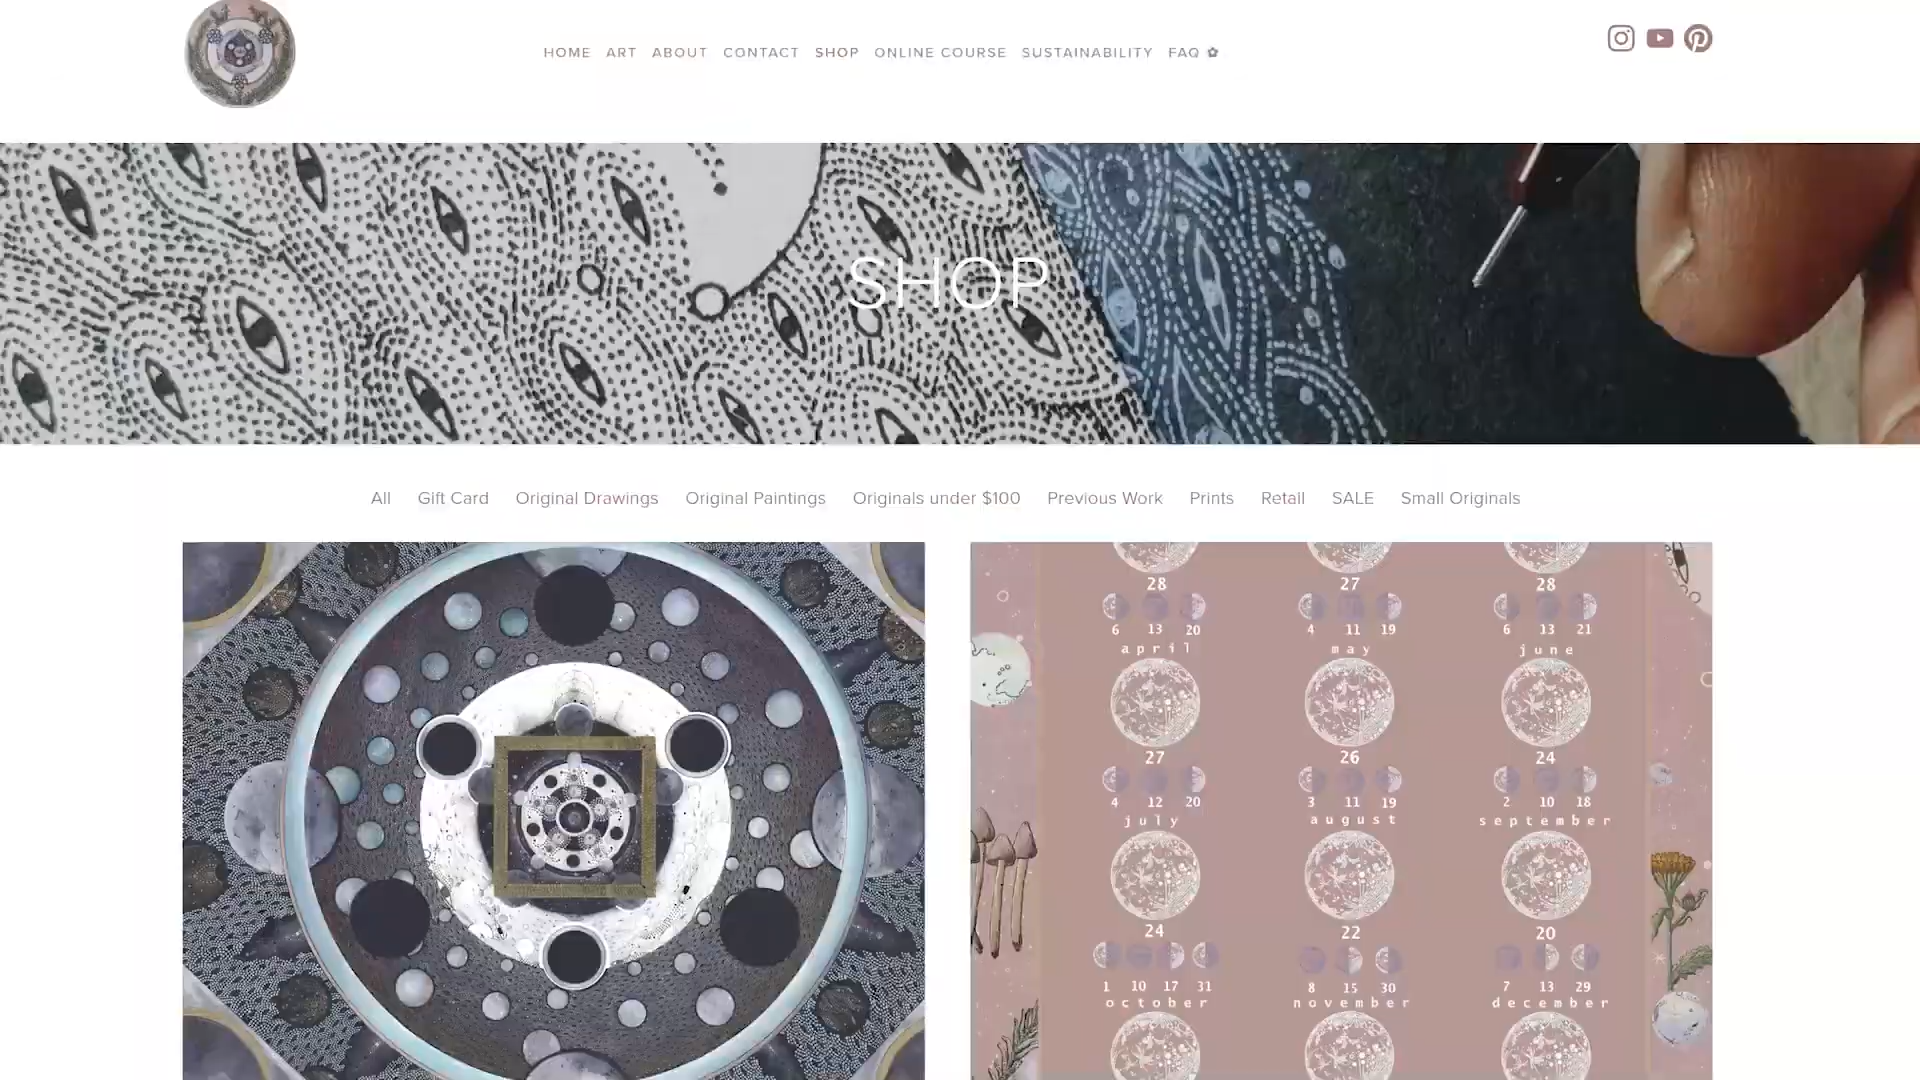 HOME ART ABOUT CONTACT SHOP ONLINE COURSE SUSTAINABILITY FAQ ✿
SHOP
All Gift Card Original Drawings Original Paintings Originals under $100 Previous Work Prints Retail SALE Small Originals
28 27 28
6 13 20 4 11 19 6 13 21
april may june
27 26 24
4 12 20 3 11 19 2 10 18
july august september
24 22 20
1 10 17 31 8 15 30 7 13 29
october november december